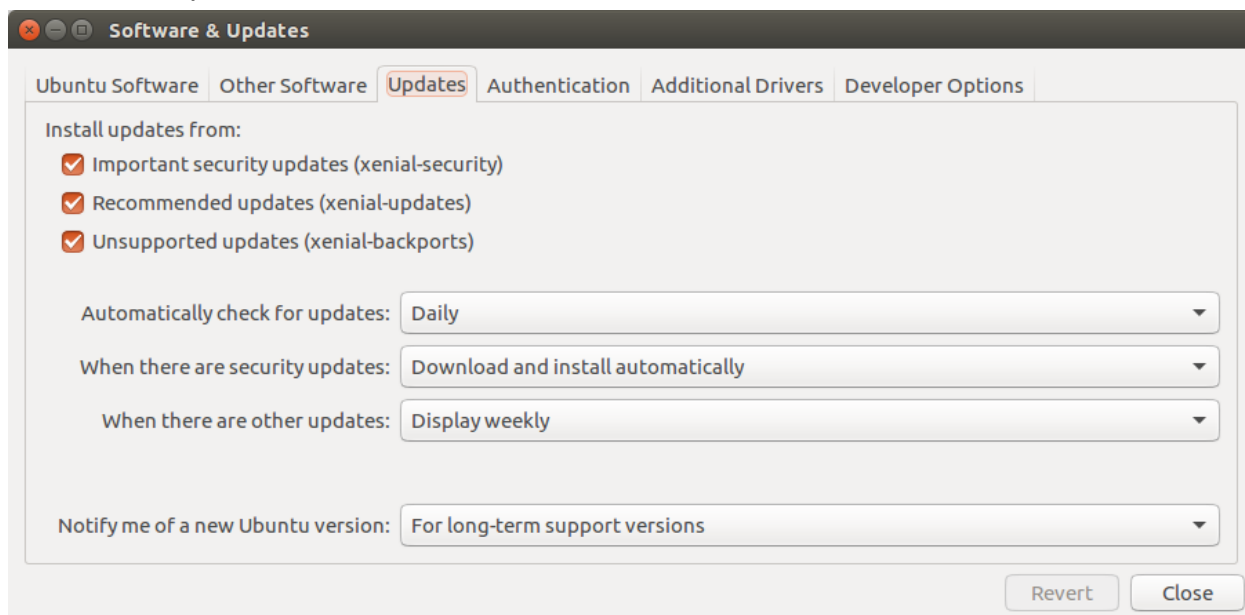 Software & Updates
Ubuntu Software Other Software Updates Authentication Additional Drivers Developer Options
Install updates from:
Important security updates (xenial-security)
Recommended updates (xenial-updates)
Unsupported updates (xenial-backports)
Automatically check for updates: Daily
When there are security updates: Download and install automatically
When there are other updates: Display weekly
Notify me of a new Ubuntu version: For long-term support versions
Revert Close